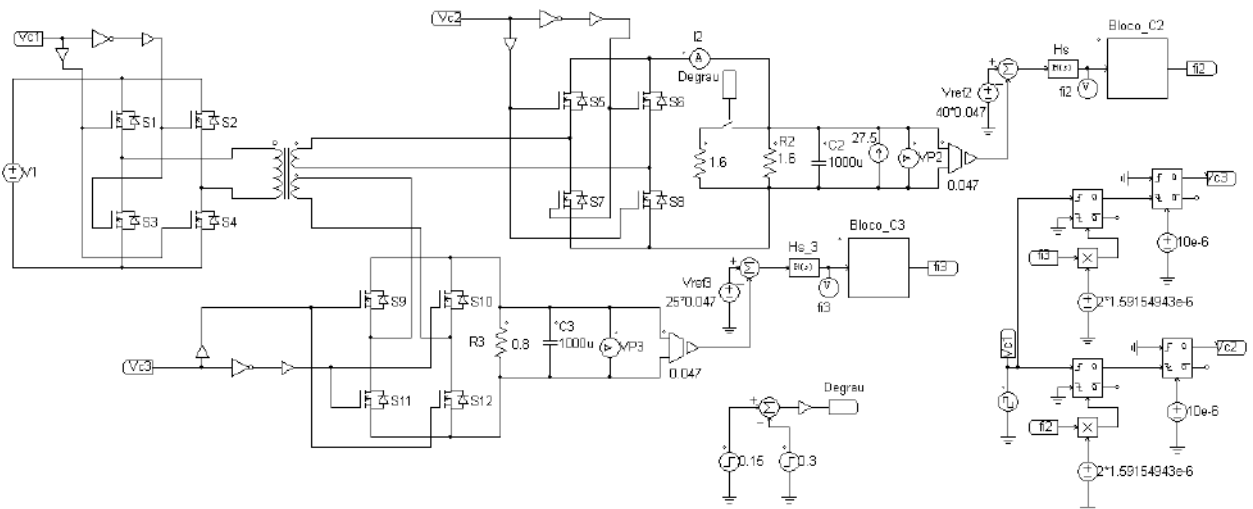 Vc1
V1
S1
S2
S3
S4
Vc2
S5
S6
S7
S8
I2
A
Degrau
1.6
R2
1.6
C2
1000u
27.5
VP2
0.047
Vref2
40*0.047
Hs
H(s)
V
fi2
Bloco_C2
fi2
Vc3
S9
S10
S11
S12
R3
0.8
C3
1000u
VP3
0.047
Vref3
25*0.047
Hs_3
H(s)
V
fi3
Bloco_C3
fi3
Degrau
0.15
0.3
Vc3
10e-6
fi3
2*1.59154943e-6
Vc1
Vc2
10e-6
fi2
2*1.59154943e-6